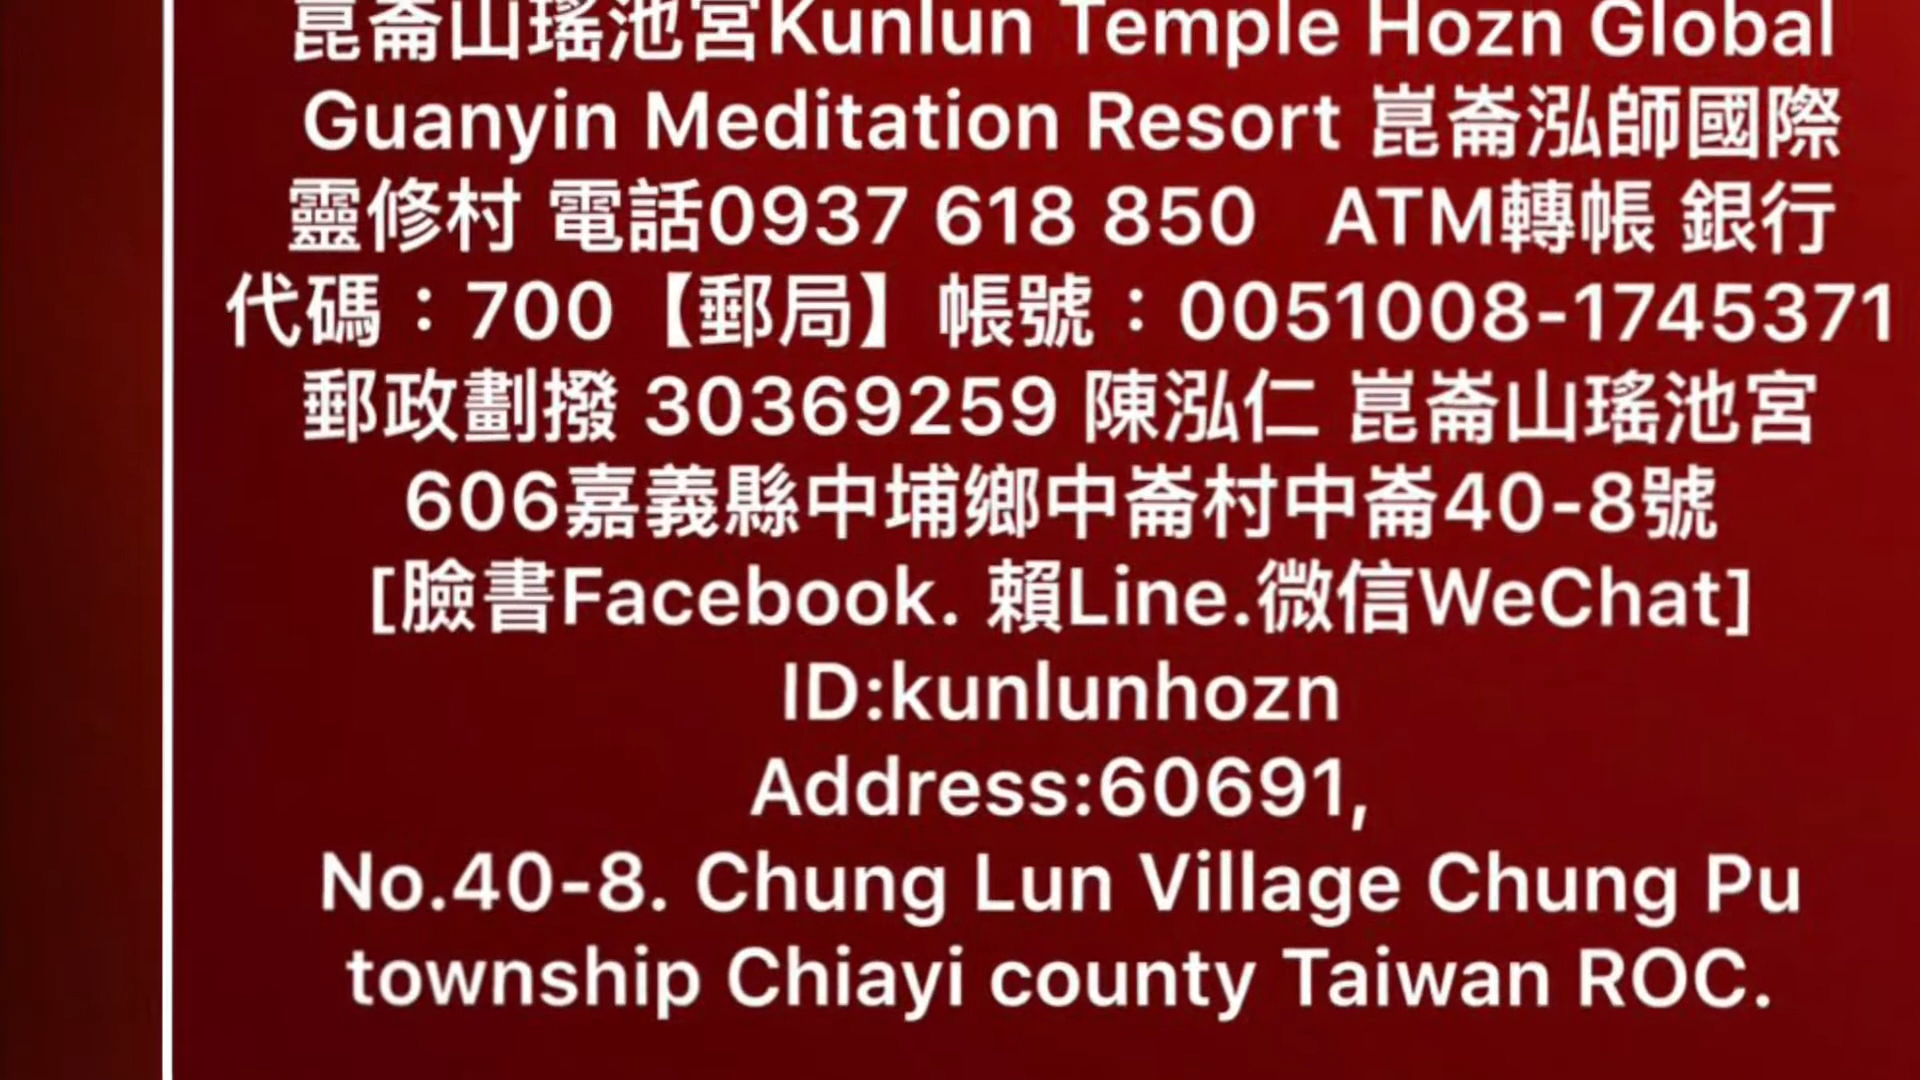 崑崙山瑤池宮Kunlun Temple Hozn Global
Guanyin Meditation Resort 崑崙泓師國際
靈修村 電話0937 618 850   ATM轉帳 銀行
代碼：700【郵局】帳號：0051008-1745371
郵政劃撥 30369259 陳泓仁 崑崙山瑤池宮
606嘉義縣中埔鄉中崙村中崙40-8號
[臉書Facebook. 賴Line.微信WeChat]
ID:kunlunhozn
Address:60691,
No.40-8. Chung Lun Village Chung Pu
township Chiayi county Taiwan ROC.